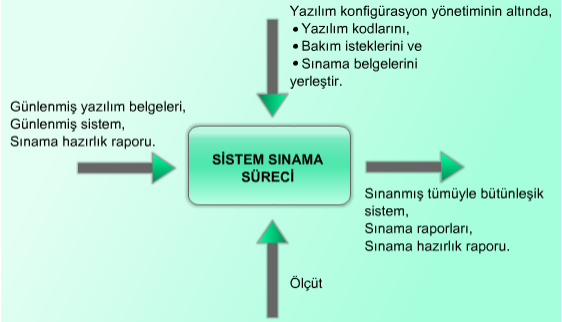 Yazılım konfigürasyon yönetiminin altında,
• Yazılım kodlarını,
• Bakım isteklerini ve
• Sınama belgelerini
yerleştir.
Günlenmiş yazılım belgeleri,
Günlenmiş sistem,
Sınama hazırlık raporu.
SİSTEM SINAMA
SÜRECİ
Sınanmış tümüyle bütünleşik
sistem,
Sınama raporları,
Sınama hazırlık raporu.
Ölçüt